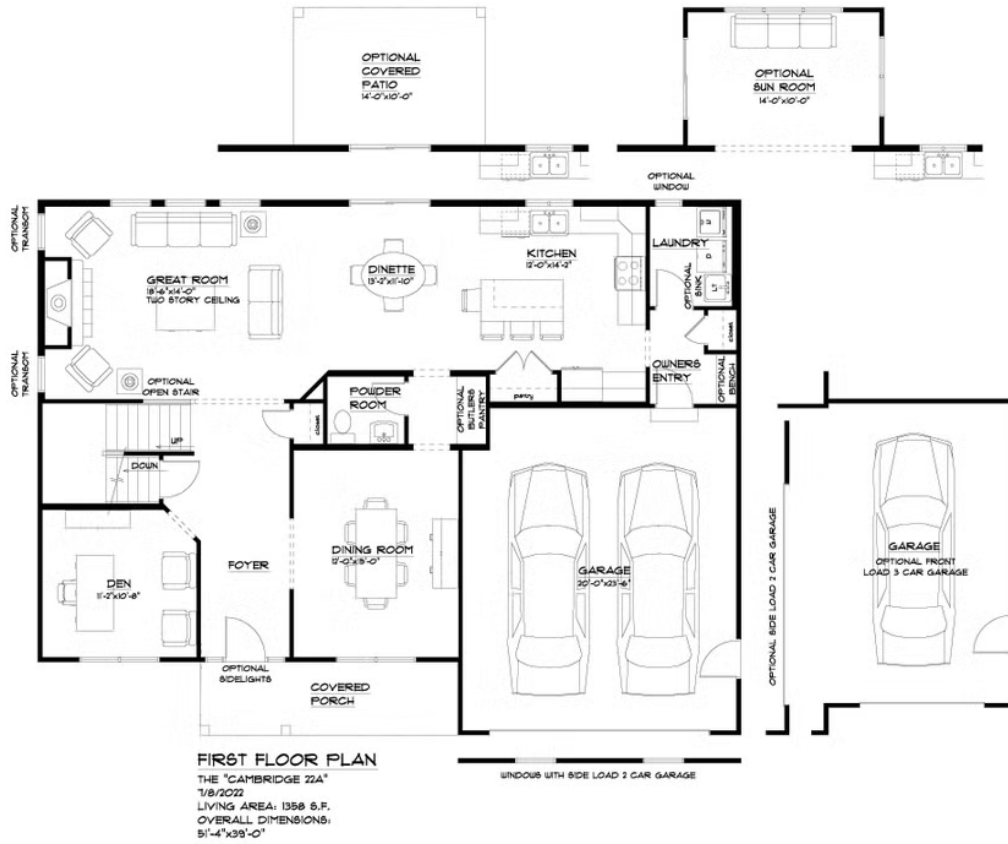 OPTIONAL
COVERED
PATIO
14'-0"x10'-0"
OPTIONAL
SUN ROOM
14'-0"x10'-0"
OPTIONAL
WINDOW
OPTIONAL
TRANSOM
GREAT ROOM
18'-6"x14'-0"
TWO STORY CEILING
DINETTE
13'-2"x11'-10"
KITCHEN
12'-0"x14'-2"
LAUNDRY
W
D
LT
OPTIONAL
SINK
closet
OPTIONAL
TRANSOM
OPTIONAL
OPEN STAIR
POWDER
ROOM
OPTIONAL
BUTLERS
PANTRY
pantry
OWNERS
ENTRY
OPTIONAL
BENCH
closet
UP
DOWN
DEN
11'-2"x10'-8"
FOYER
DINING ROOM
GARAGE
20'-0"x23'-6"
OPTIONAL SIDE LOAD 2 CAR GARAGE
GARAGE
OPTIONAL FRONT
LOAD 3 CAR GARAGE
OPTIONAL
SIDELIGHTS
COVERED
PORCH
FIRST FLOOR PLAN
THE "CAMBRIDGE 22A"
7/8/2022
LIVING AREA: 1358 S.F.
OVERALL DIMENSIONS:
51'-4"x39'-0"
WINDOWS WITH SIDE LOAD 2 CAR GARAGE